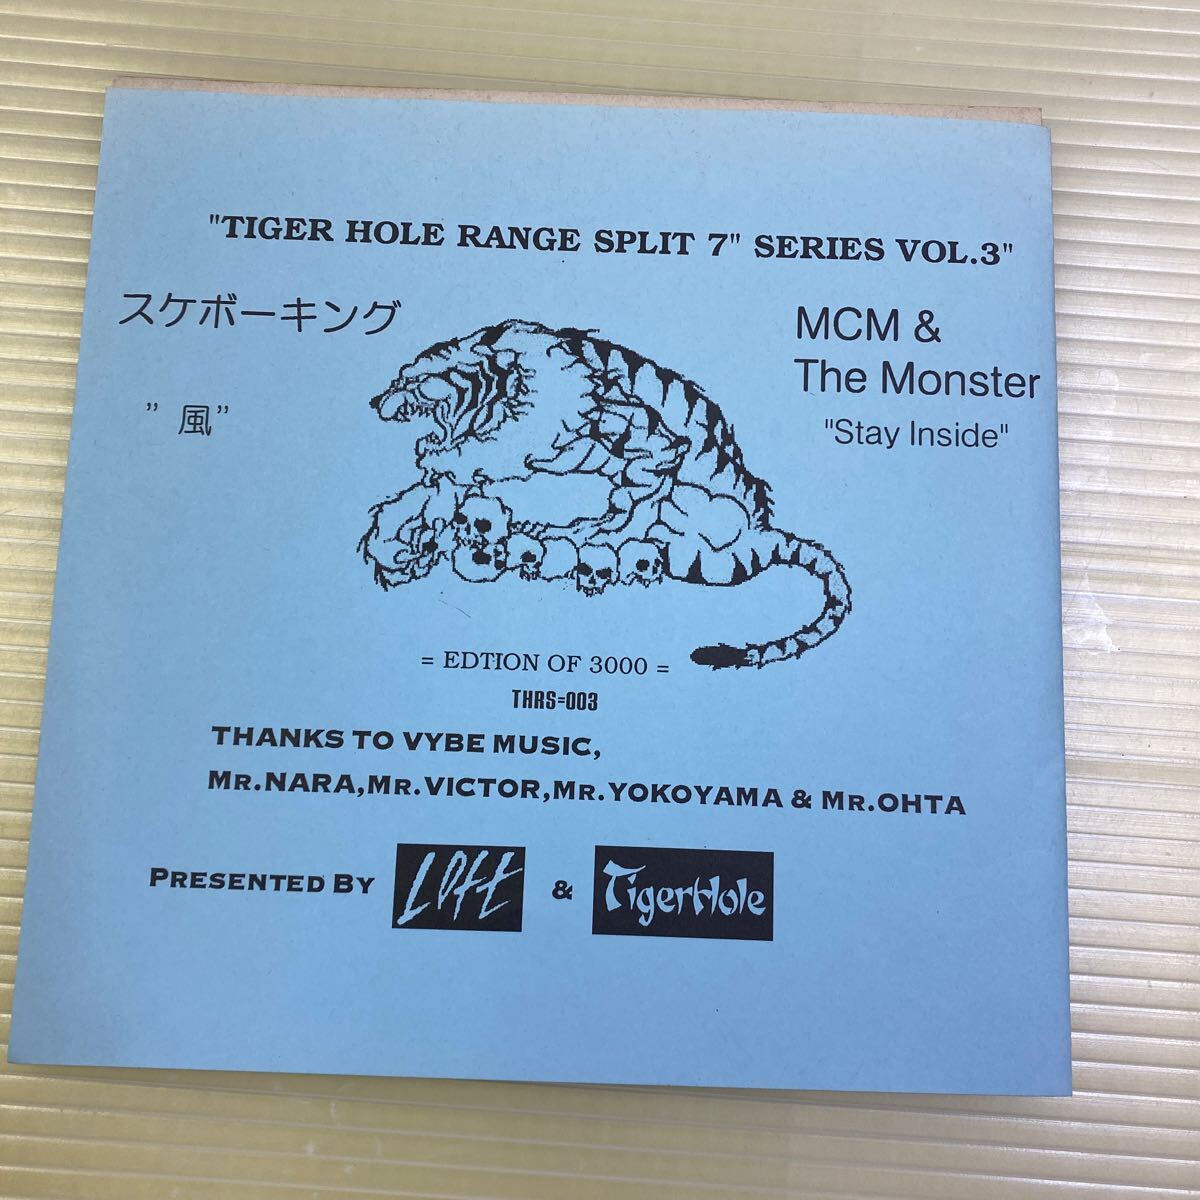 "TIGER HOLE RANGE SPLIT 7" SERIES VOL.3"
スケボーキング
" 風"
MCM &
The Monster
"Stay Inside"
= EDTION OF 3000 =
THRS=003
THANKS TO VYBE MUSIC,
MR.NARA,MR.VICTOR,MR.YOKOYAMA & MR.OHTA
PRESENTED BY LOft & TigerHole